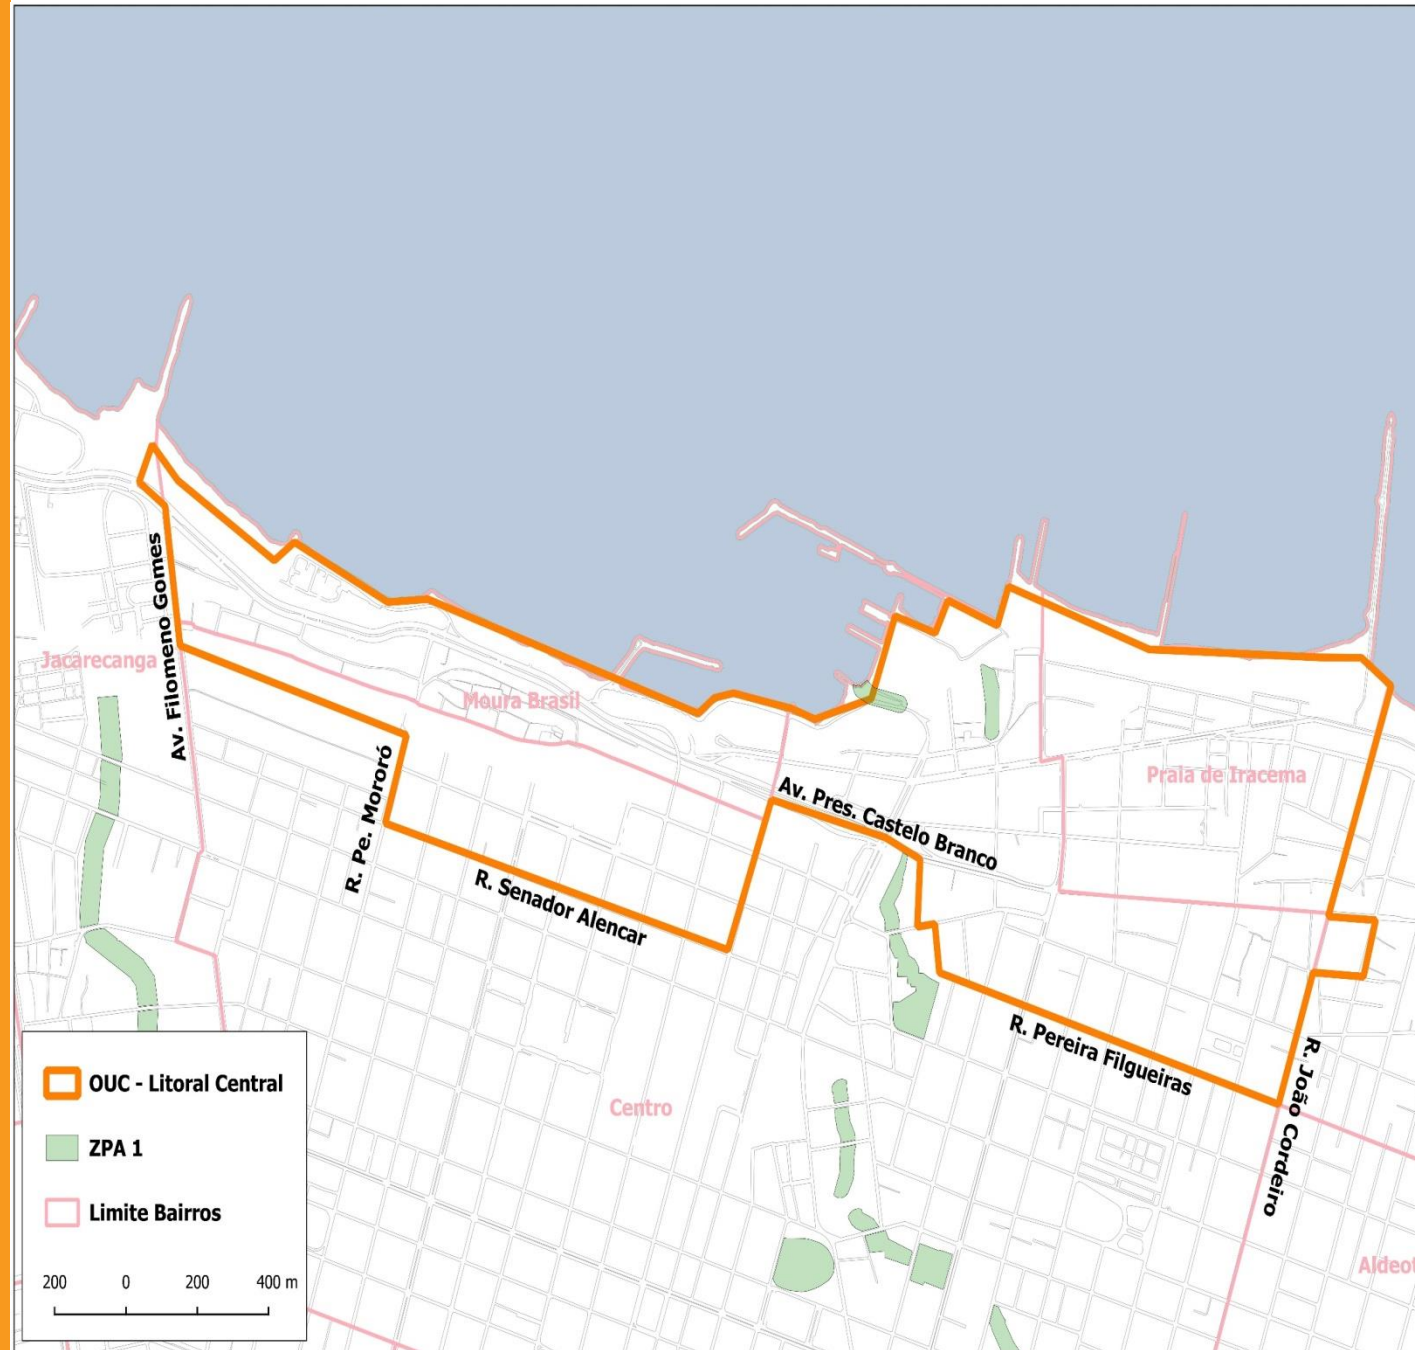 Av. Filomeno Gomes
Jacarecanga
Moura Brasil
R. Pe. Mororó
R. Senador Alencar
Av. Pres. Castelo Branco
Praia de Iracema
R. Pereira Filgueiras
R. João Cordeiro
Centro
Aldeot
OUC - Litoral Central
ZPA 1
Limite Bairros
200 0 200 400 m